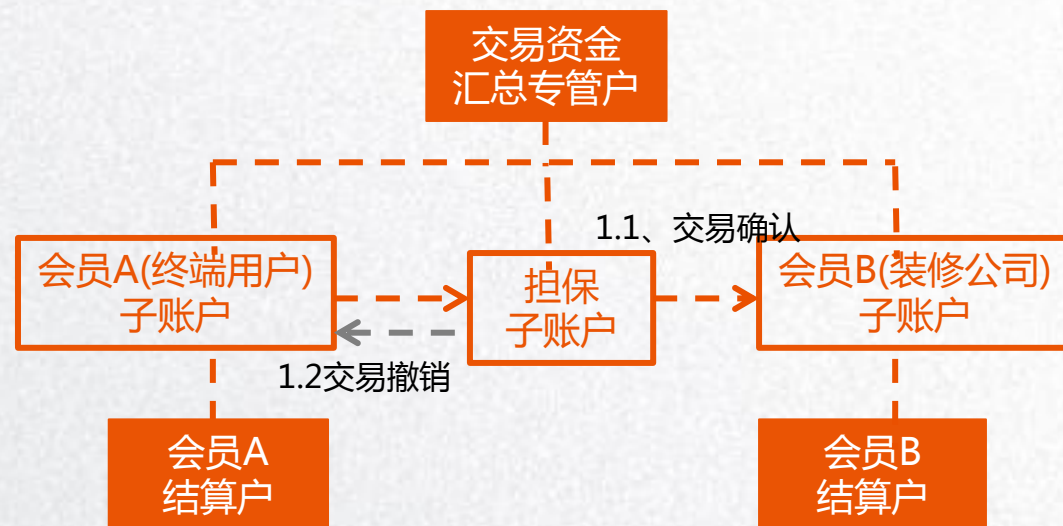 交易资金
汇总专管户
1.1、交易确认
会员A(终端用户)
子账户
担保
子账户
会员B(装修公司)
子账户
1.2交易撤销
会员A
结算户
会员B
结算户